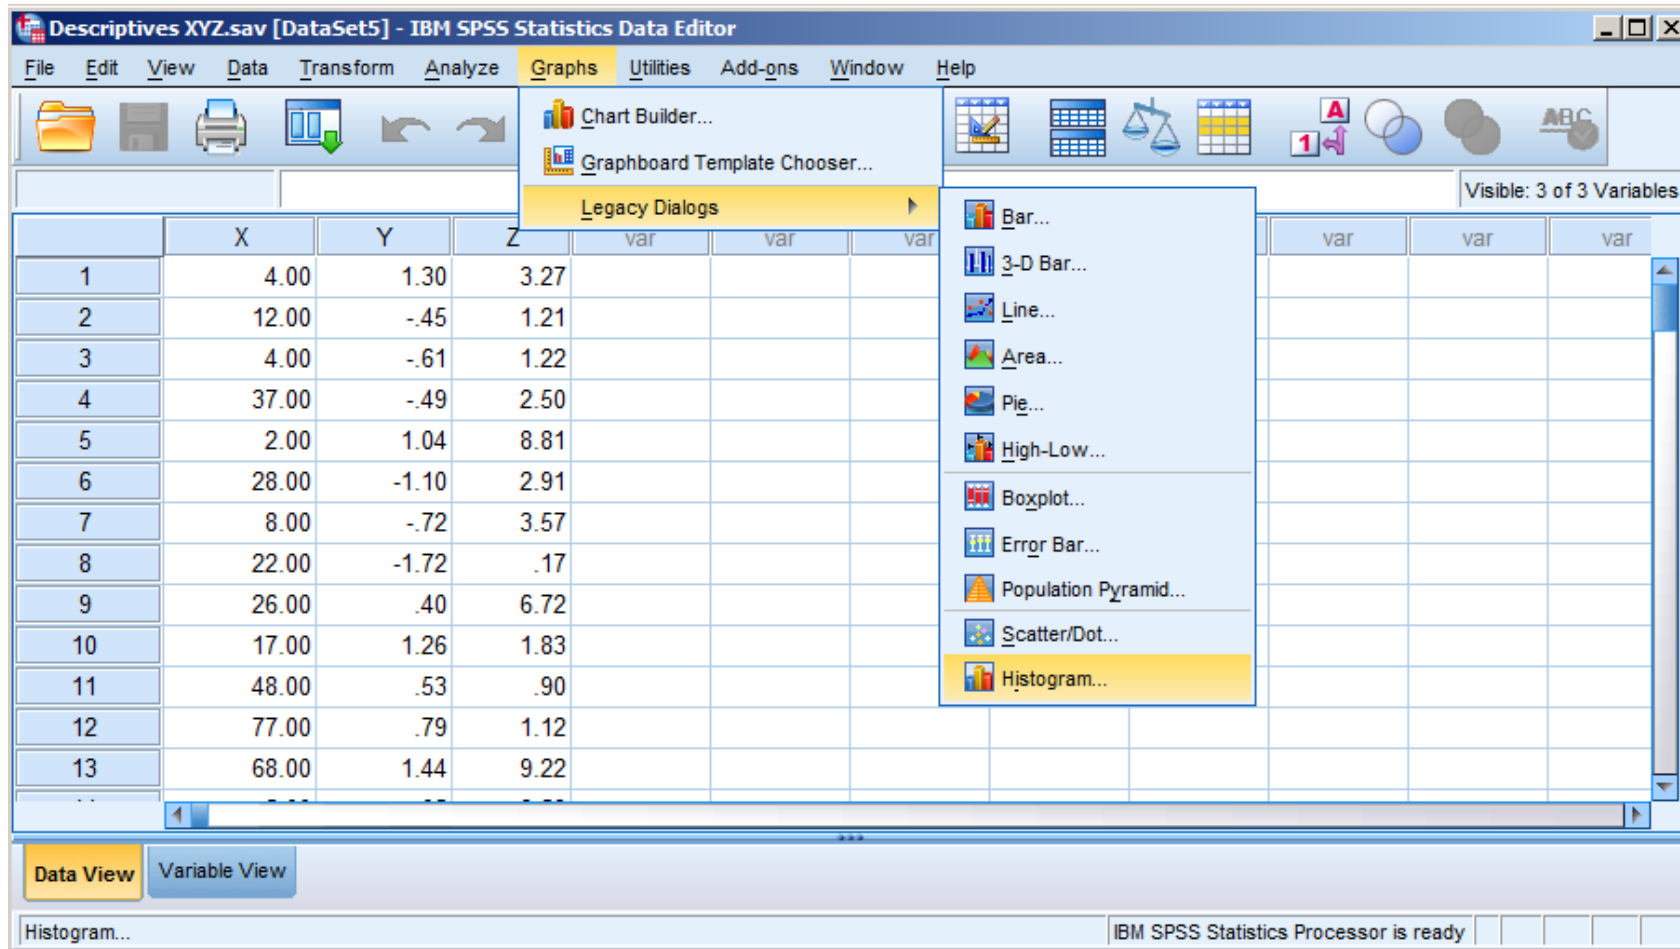 Descriptives XYZ.sav [DataSet5] - IBM SPSS Statistics Data Editor
File Edit View Data Transform Analyze Graphs Utilities Add-ons Window Help
Chart Builder...
Graphboard Template Chooser...
Legacy Dialogs
A
1
ABC
Visible: 3 of 3 Variables
Bar...
3-D Bar...
Line...
Area...
Pie...
High-Low...
Boxplot...
Error Bar...
Population Pyramid...
Scatter/Dot...
Histogram...
X Y Z var var var var var var
1 4.00 1.30 3.27
2 12.00 -.45 1.21
3 4.00 -.61 1.22
4 37.00 -.49 2.50
5 2.00 1.04 8.81
6 28.00 -1.10 2.91
7 8.00 -.72 3.57
8 22.00 -1.72 .17
9 26.00 .40 6.72
10 17.00 1.26 1.83
11 48.00 .53 .90
12 77.00 .79 1.12
13 68.00 1.44 9.22
Data View Variable View
Histogram... IBM SPSS Statistics Processor is ready